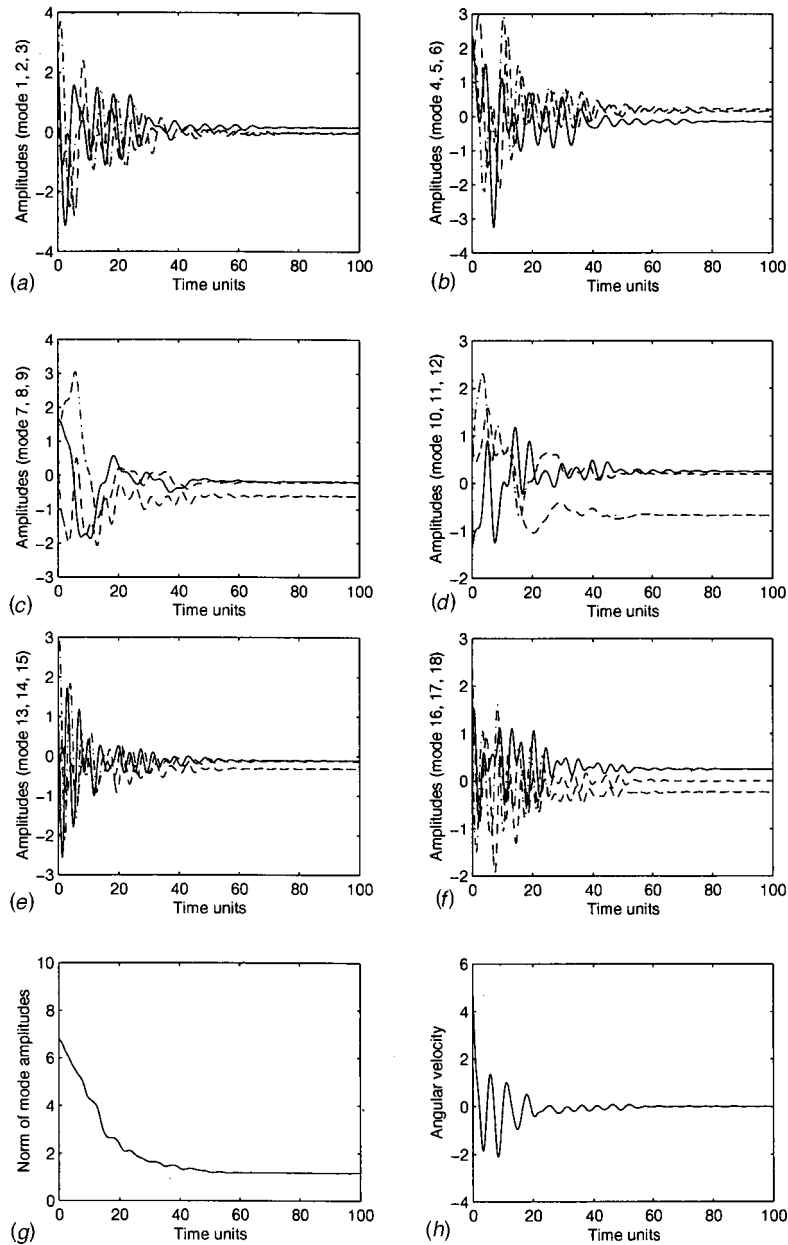 4
2
0
−2
−4
Amplitudes (mode 1, 2, 3)
0 20 40 60 80 100
Time units
(a)
3
2
1
0
−1
−2
−3
−4
Amplitudes (mode 4, 5, 6)
0 20 40 60 80 100
Time units
(b)
4
3
2
1
0
−1
−2
−3
Amplitudes (mode 7, 8, 9)
0 20 40 60 80 100
Time units
(c)
3
2
1
0
−1
−2
Amplitudes (mode 10, 11, 12)
0 20 40 60 80 100
Time units
(d)
3
2
1
0
−1
−2
−3
Amplitudes (mode 13, 14, 15)
0 20 40 60 80 100
Time units
(e)
3
2
1
0
−1
−2
Amplitudes (mode 16, 17, 18)
0 20 40 60 80 100
Time units
(f)
10
8
6
4
2
0
Norm of mode amplitudes
0 20 40 60 80 100
Time units
(g)
6
4
2
0
−2
−4
Angular velocity
0 20 40 60 80 100
Time units
(h)